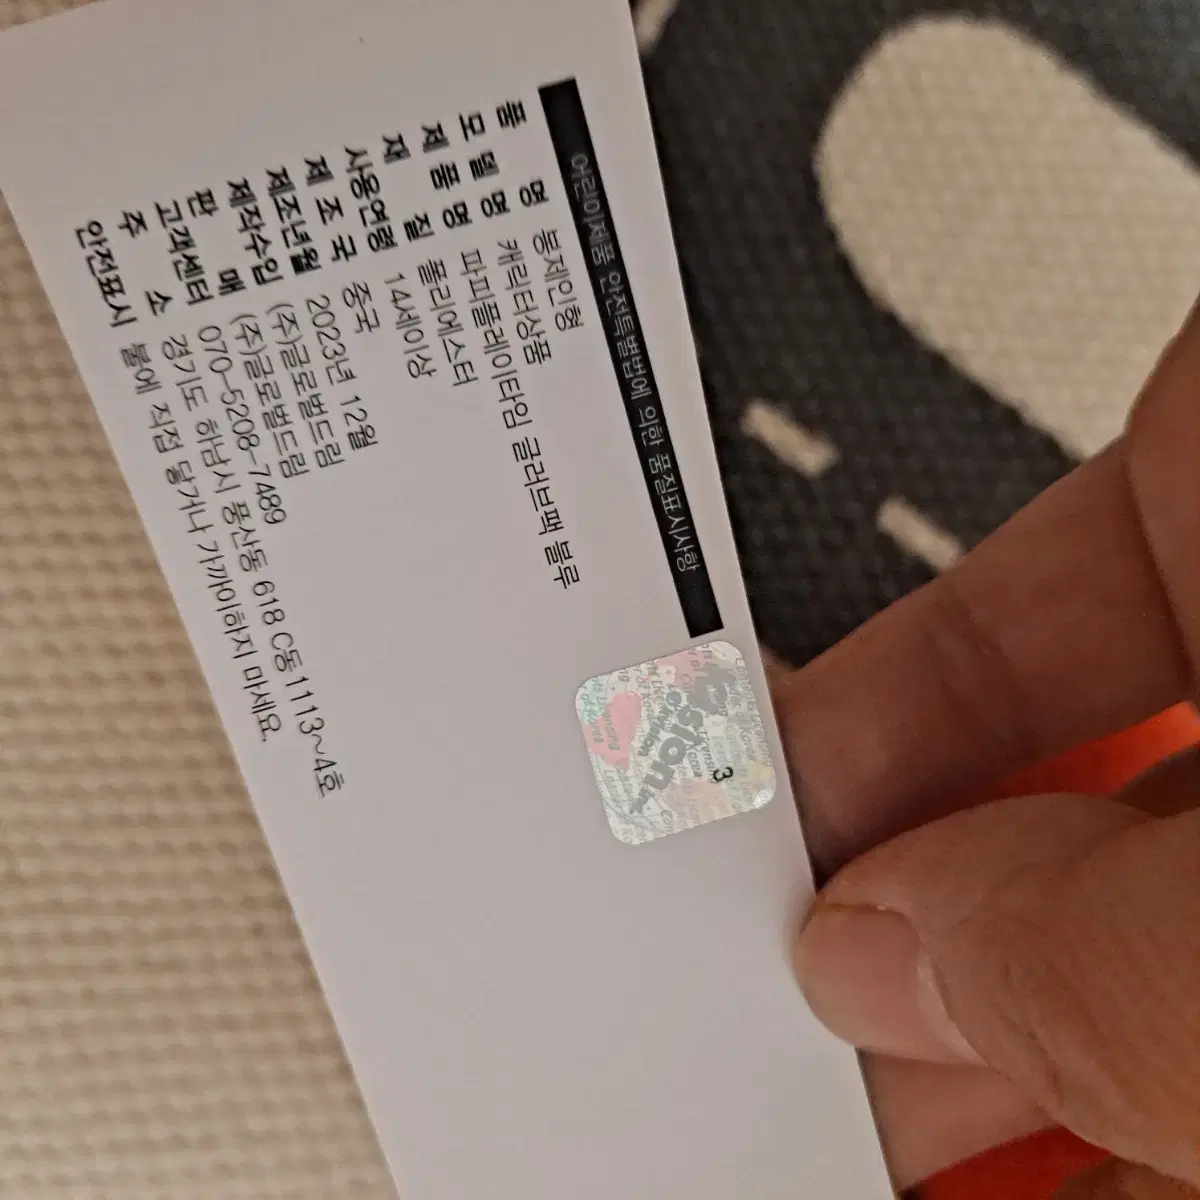 어린이제품 안전특별법에 의한 품질표시사항
품 명 봉제인형
모 델 명 캐릭터상품
제 품 명 파피플레이타임 글러브팩 블루
재 질 폴리에스터
사용연령 14세이상
제 조 국 중국
제조년월 2023년 12월
제작수입 (주)글로벌드림
판 매 (주)글로벌드림
고객센터 070-5208-7489
주 소 경기도 하남시 풍산동 618 C동 1113~4호
안전표시 불에 직접 닿거나 가까이하지 마세요.
3